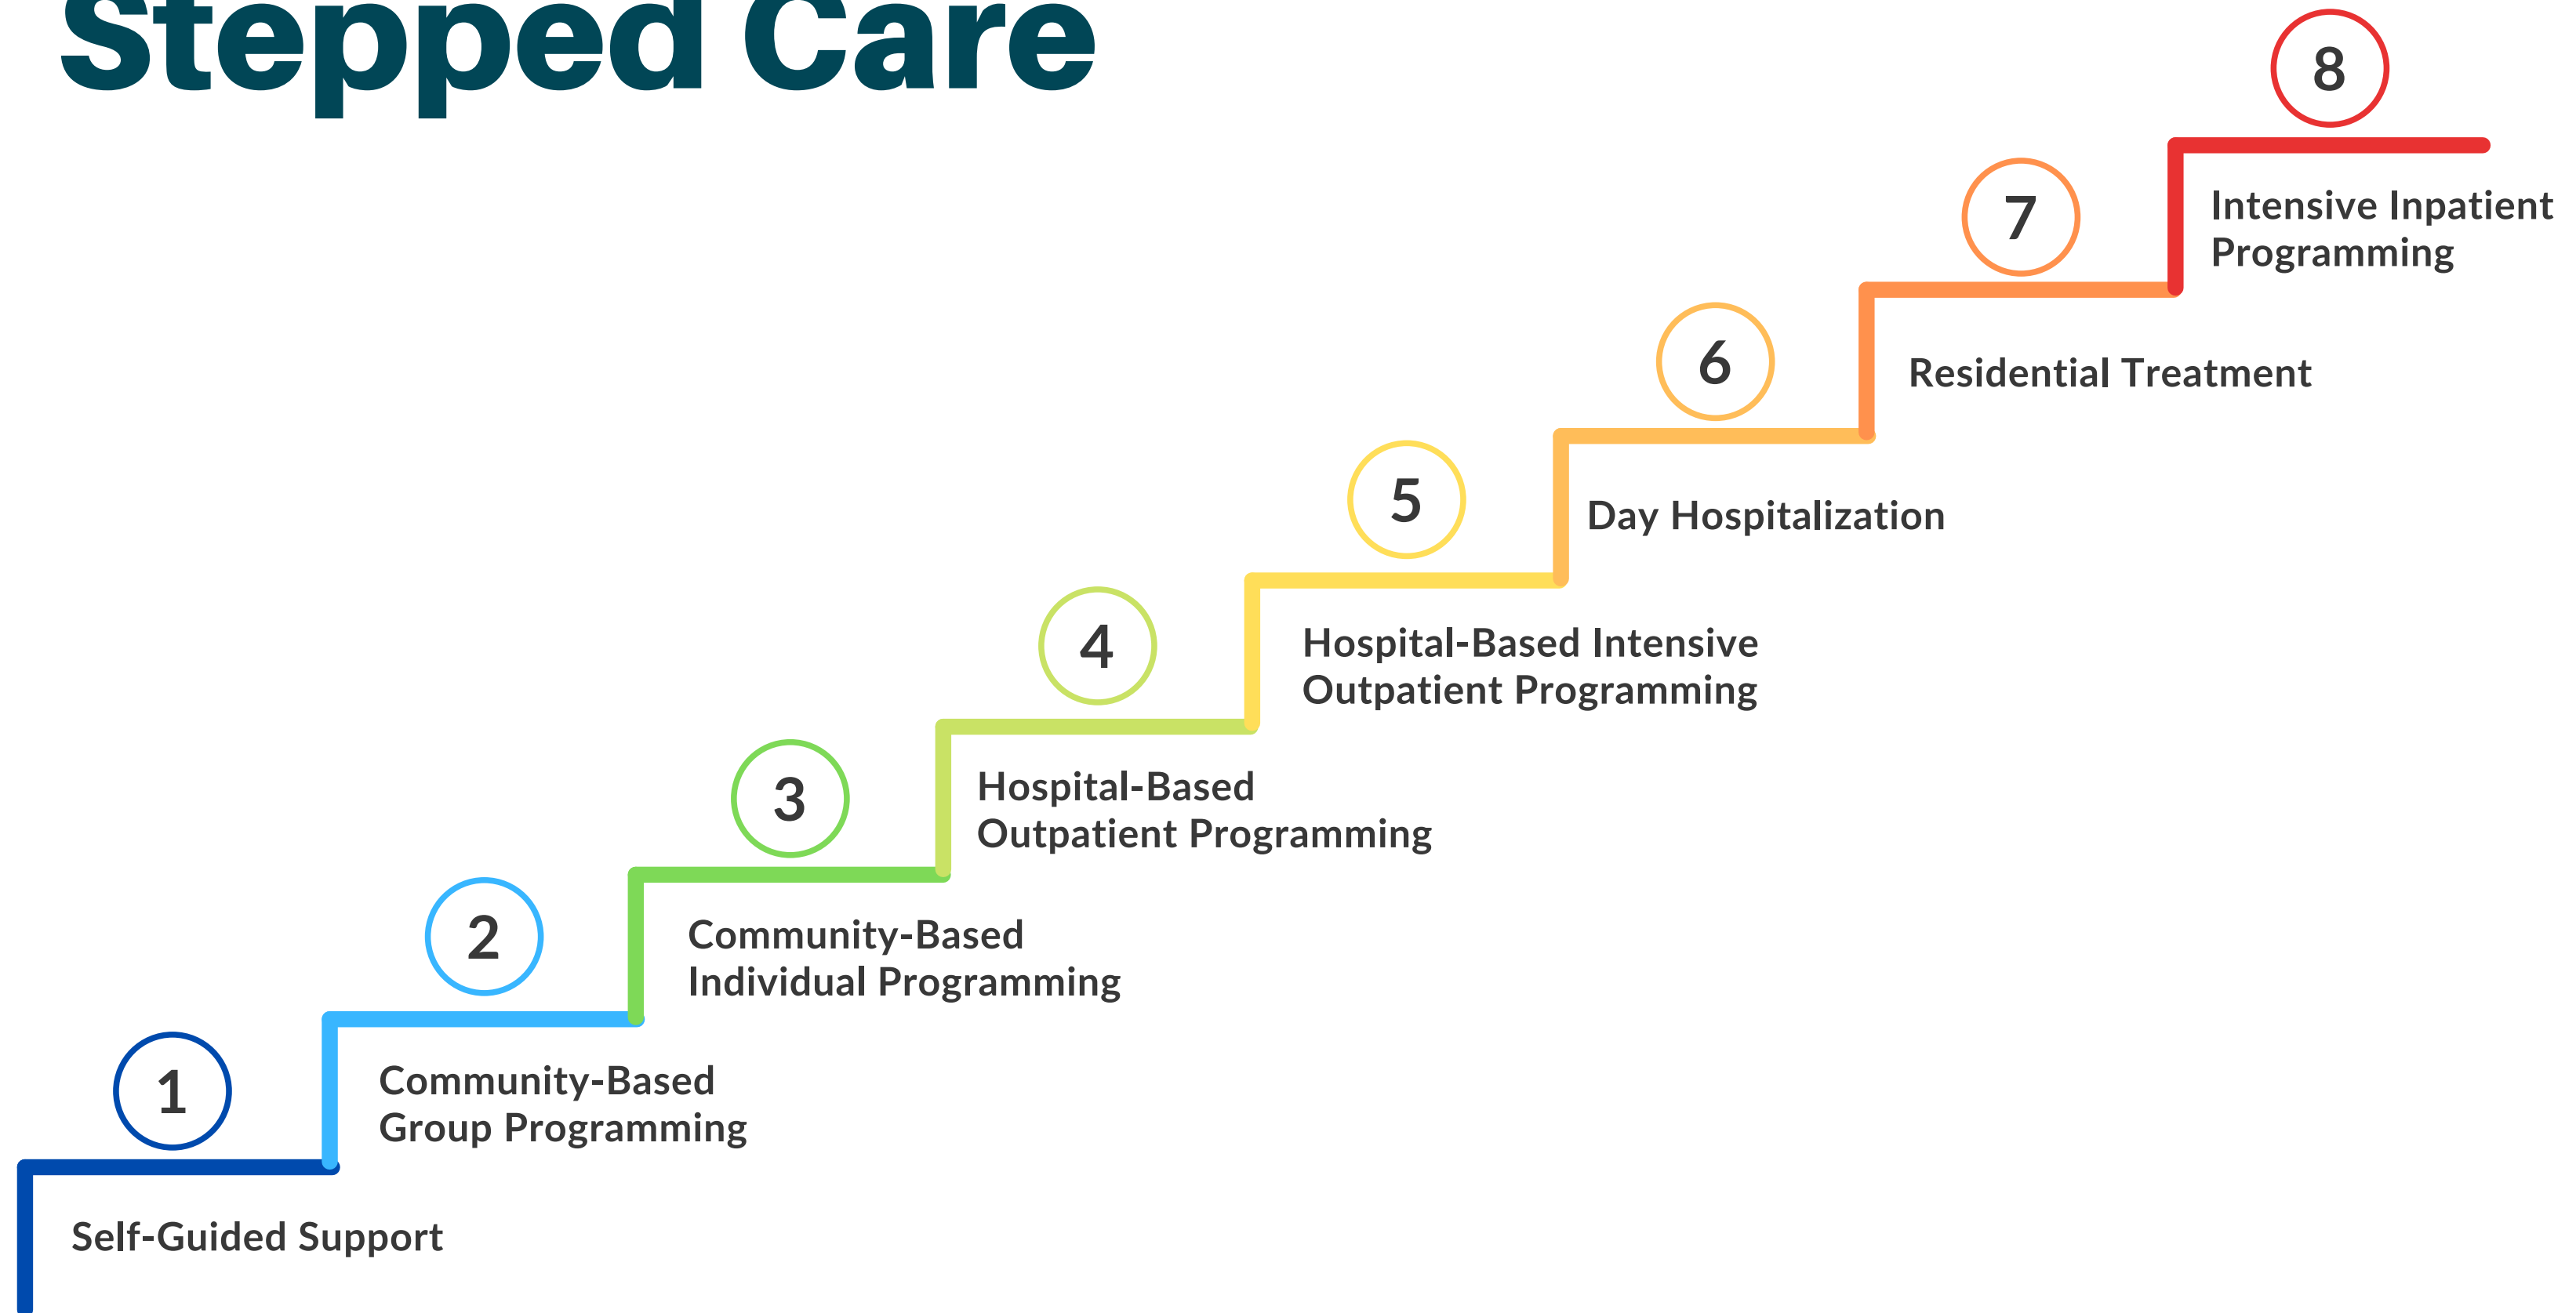 Stepped Care
8
Intensive Inpatient
Programming
7
Residential Treatment
6
Day Hospitalization
5
Hospital-Based Intensive
Outpatient Programming
4
Hospital-Based
Outpatient Programming
3
Community-Based
Individual Programming
2
Community-Based
Group Programming
1
Self-Guided Support